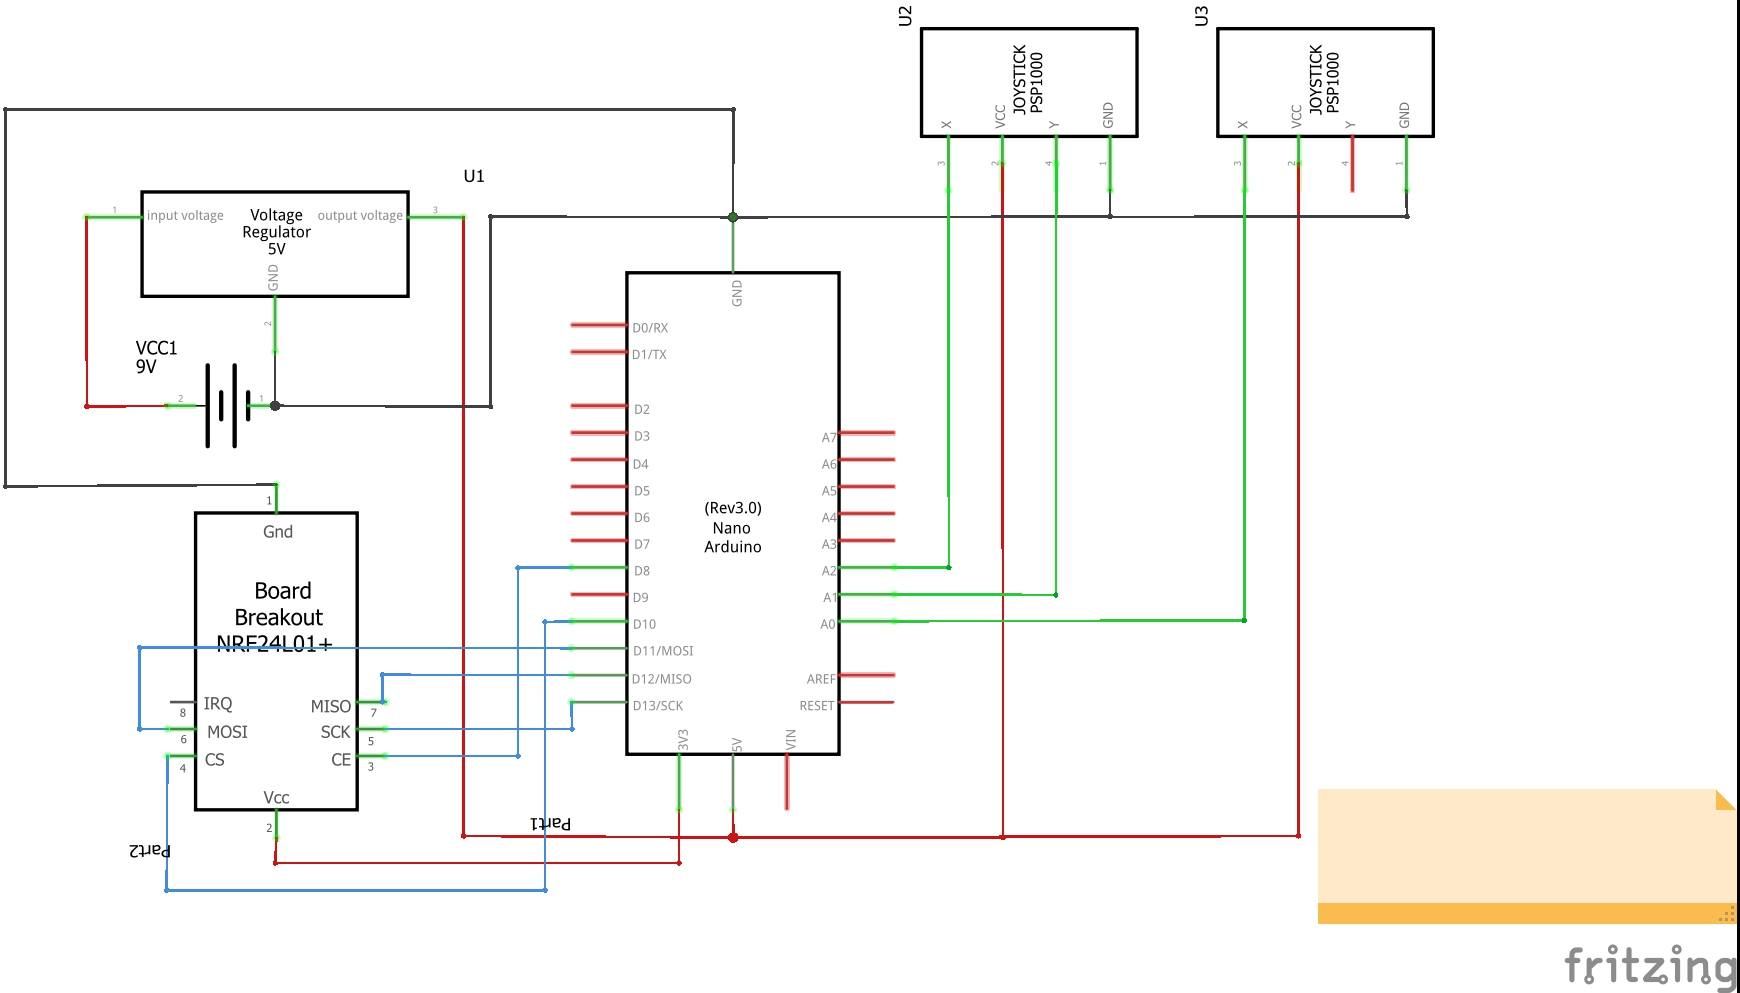 U2
JOYSTICK
PSP1000
X
VCC
Y
GND
3
2
4
1
U3
JOYSTICK
PSP1000
X
VCC
Y
GND
3
2
4
1
U1
1
input voltage
Voltage
Regulator
5V
output voltage
3
GND
2
VCC1
9V
2
1
GND
D0/RX
D1/TX
D2
D3
D4
D5
D6
D7
D8
D9
D10
D11/MOSI
D12/MISO
D13/SCK
(Rev3.0)
Nano
Arduino
A7
A6
A5
A4
A3
A2
A1
A0
AREF
RESET
3V3
5V
VIN
Part1
1
Gnd
Board
Breakout
NRF24L01+
IRQ
8
MOSI
6
CS
4
MISO
7
SCK
5
CE
3
Vcc
2
Part2
fritzing